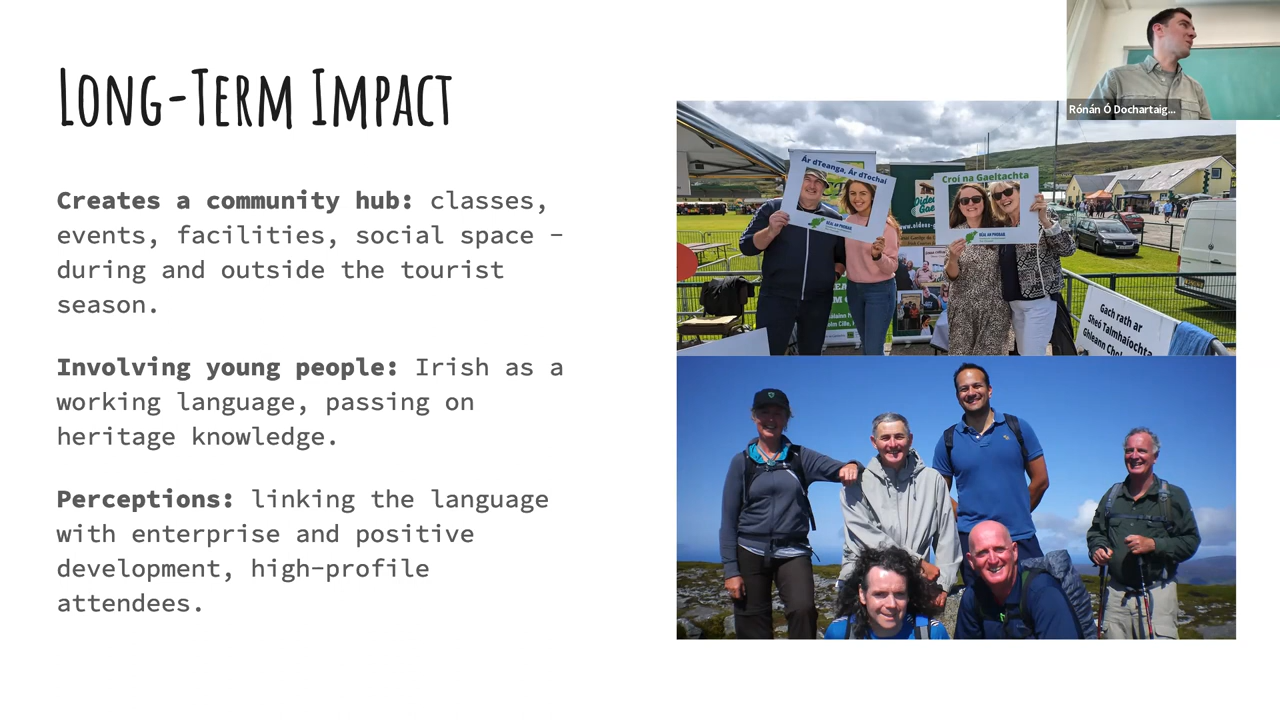 Long-Term Impact
Creates a community hub: classes,
events, facilities, social space –
during and outside the tourist
season.
Involving young people: Irish as a
working language, passing on
heritage knowledge.
Perceptions: linking the language
with enterprise and positive
development, high-profile
attendees.
Rónán Ó Dochartaig...
Ár dTeanga, Ár dTochaí
Croí na Gaeltachta
Gach rath ar
Sheó Talmhaíochta